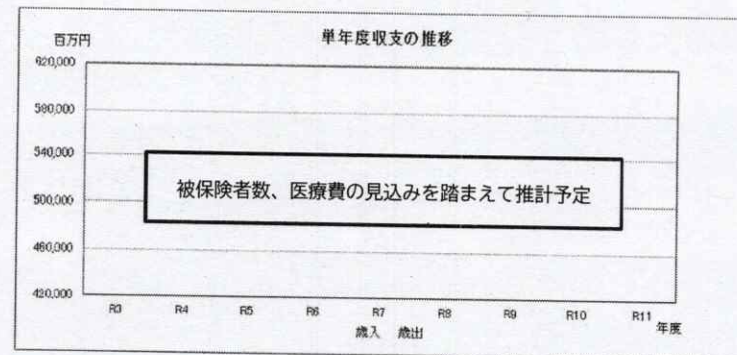 単年度収支の推移
百万円
620,000
580,000
540,000
500,000
460,000
420,000
被保険者数、医療費の見込みを踏まえて推計予定
R3 R4 R5 R6 R7 R8 R9 R10 R11
年度
歳入 歳出